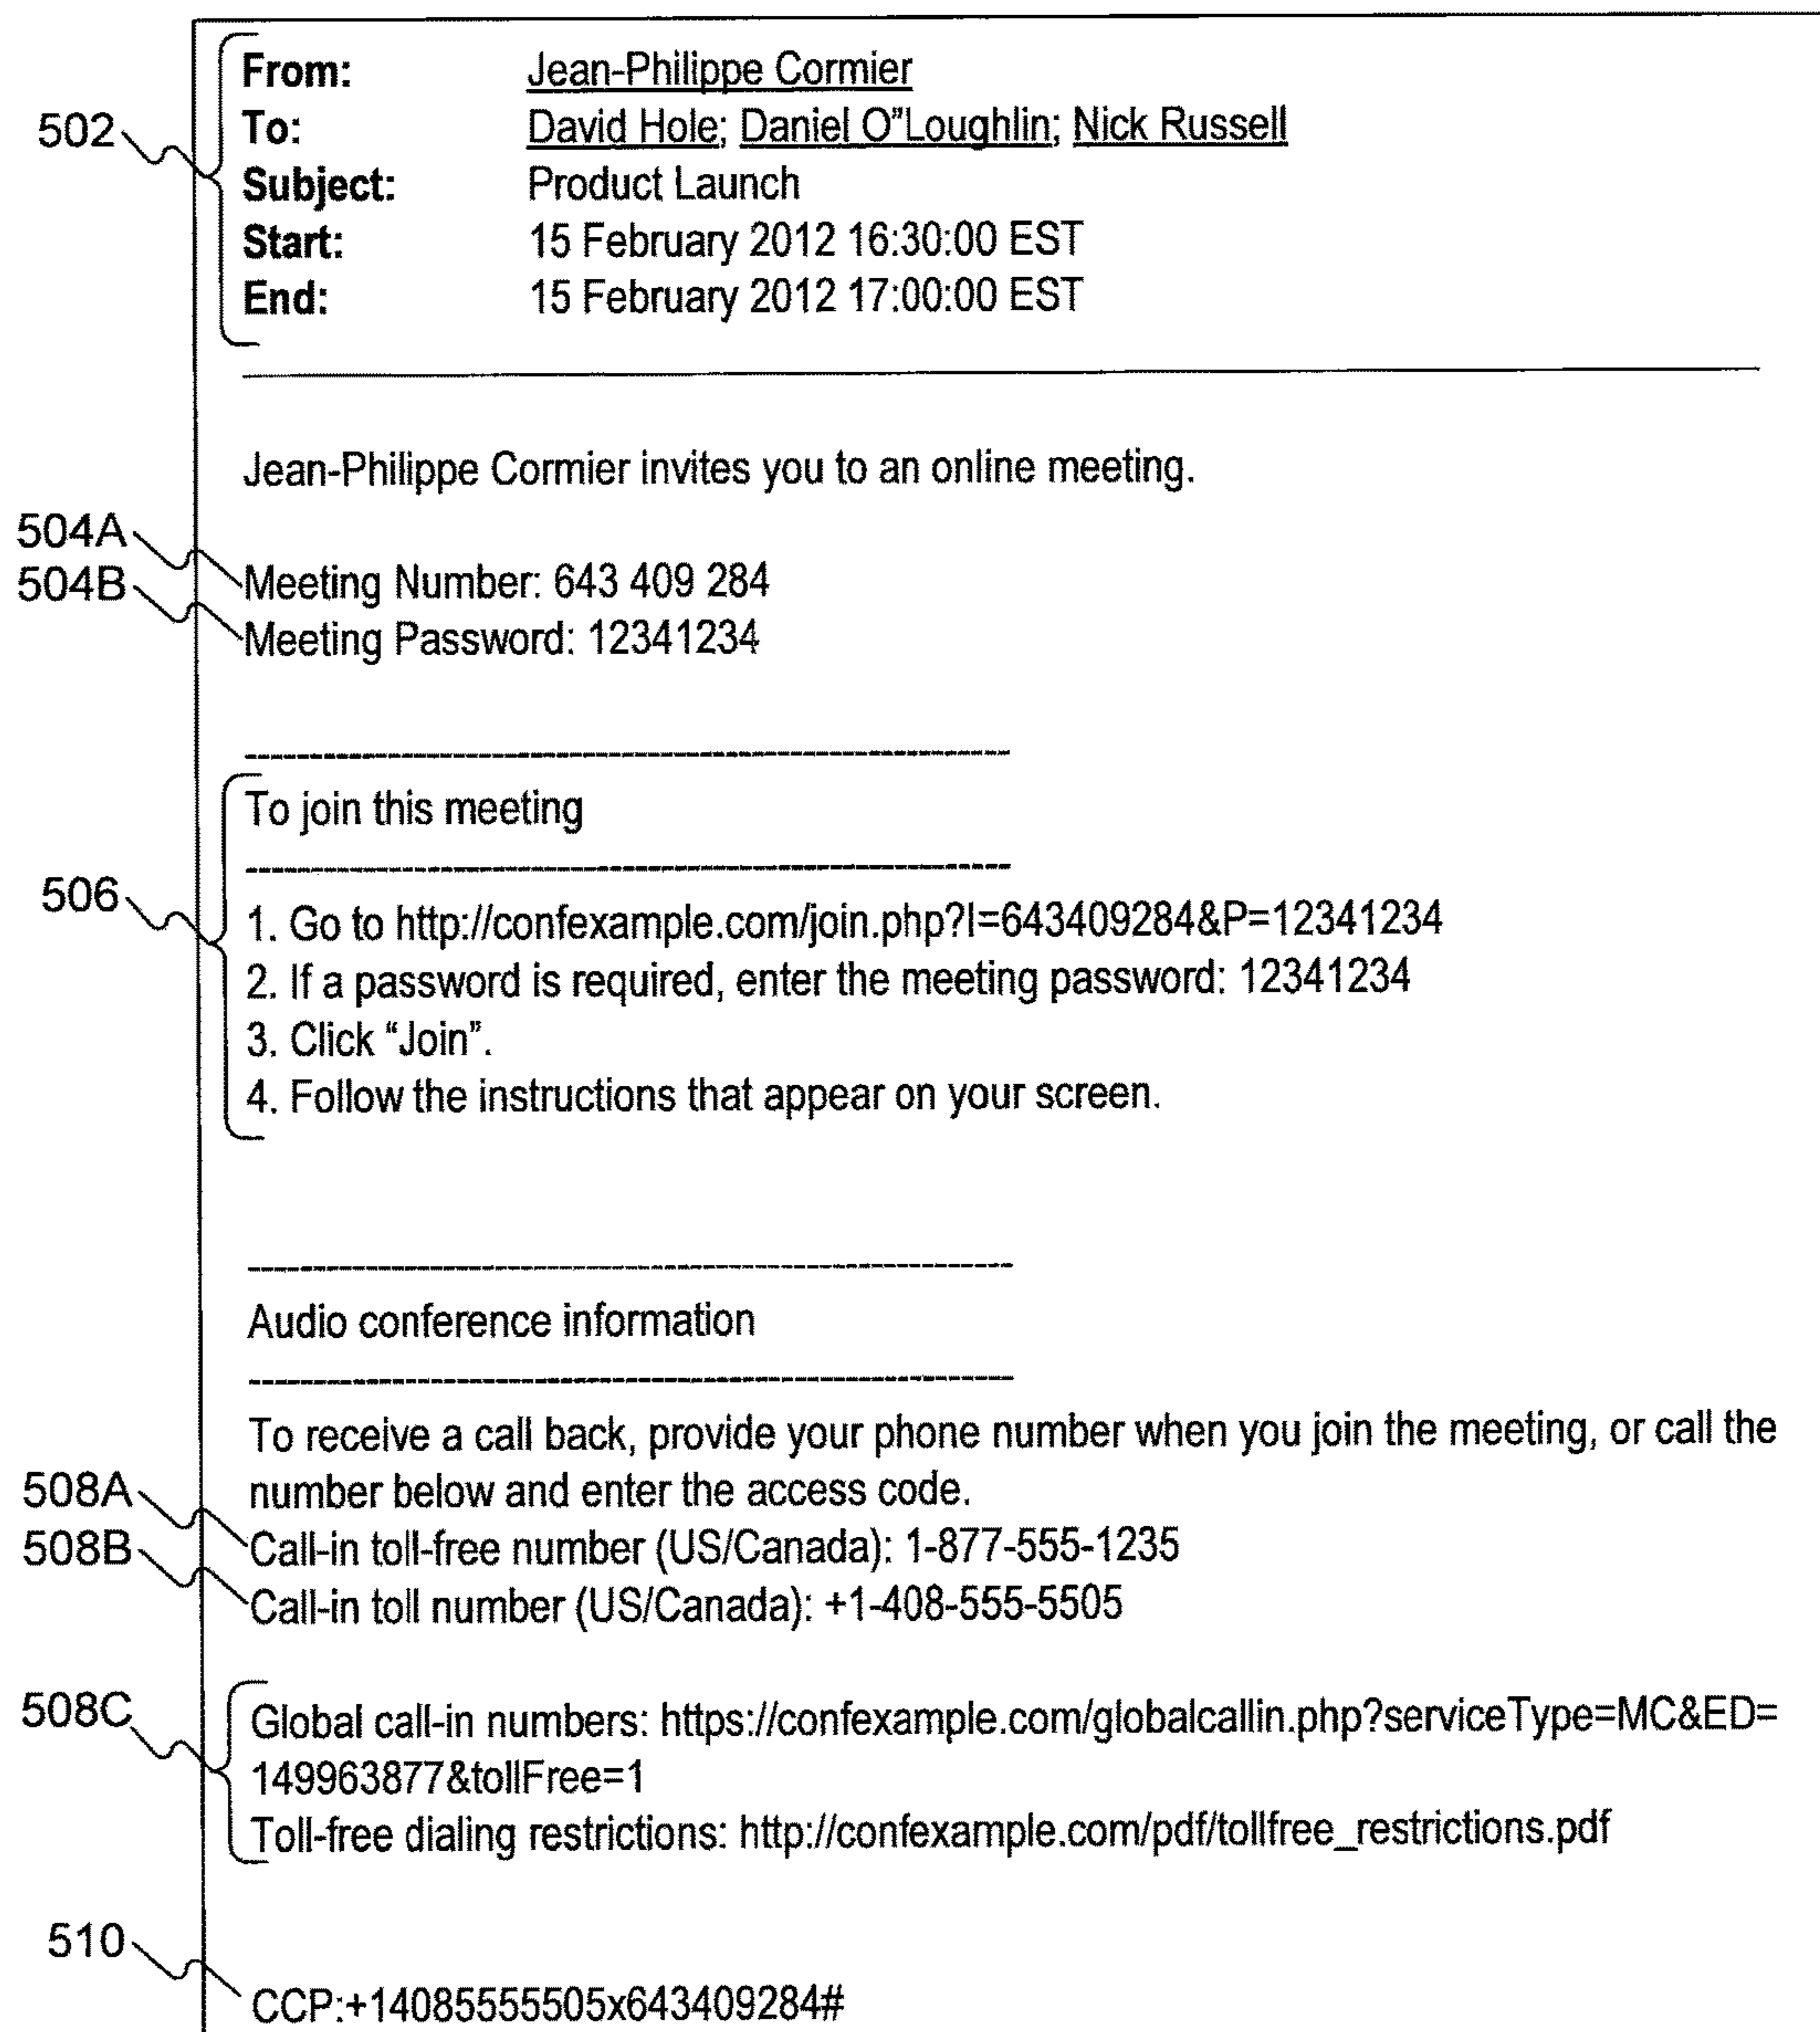 From: Jean-Philippe Cormier
502
To: David Hole; Daniel O"Loughlin; Nick Russell
Subject: Product Launch
Start: 15 February 2012 16:30:00 EST
End: 15 February 2012 17:00:00 EST
Jean-Philippe Cormier invites you to an online meeting.
504A
Meeting Number: 643 409 284
504B
Meeting Password: 12341234
To join this meeting
506
1. Go to http://confexample.com/join.php?I=643409284&P=12341234
2. If a password is required, enter the meeting password: 12341234
3. Click “Join”.
4. Follow the instructions that appear on your screen.
Audio conference information
To receive a call back, provide your phone number when you join the meeting, or call the
number below and enter the access code.
508A
Call-in toll-free number (US/Canada): 1-877-555-1235
508B
Call-in toll number (US/Canada): +1-408-555-5505
508C
Global call-in numbers: https://confexample.com/globalcallin.php?serviceType=MC&ED=
149963877&tollFree=1
Toll-free dialing restrictions: http://confexample.com/pdf/tollfree_restrictions.pdf
510
CCP:+14085555505x643409284#